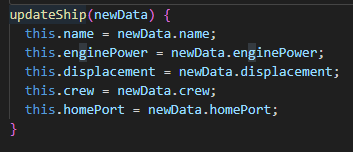 updateShip(newData) {
  this.name = newData.name;
  this.enginePower = newData.enginePower;
  this.displacement = newData.displacement;
  this.crew = newData.crew;
  this.homePort = newData.homePort;
}